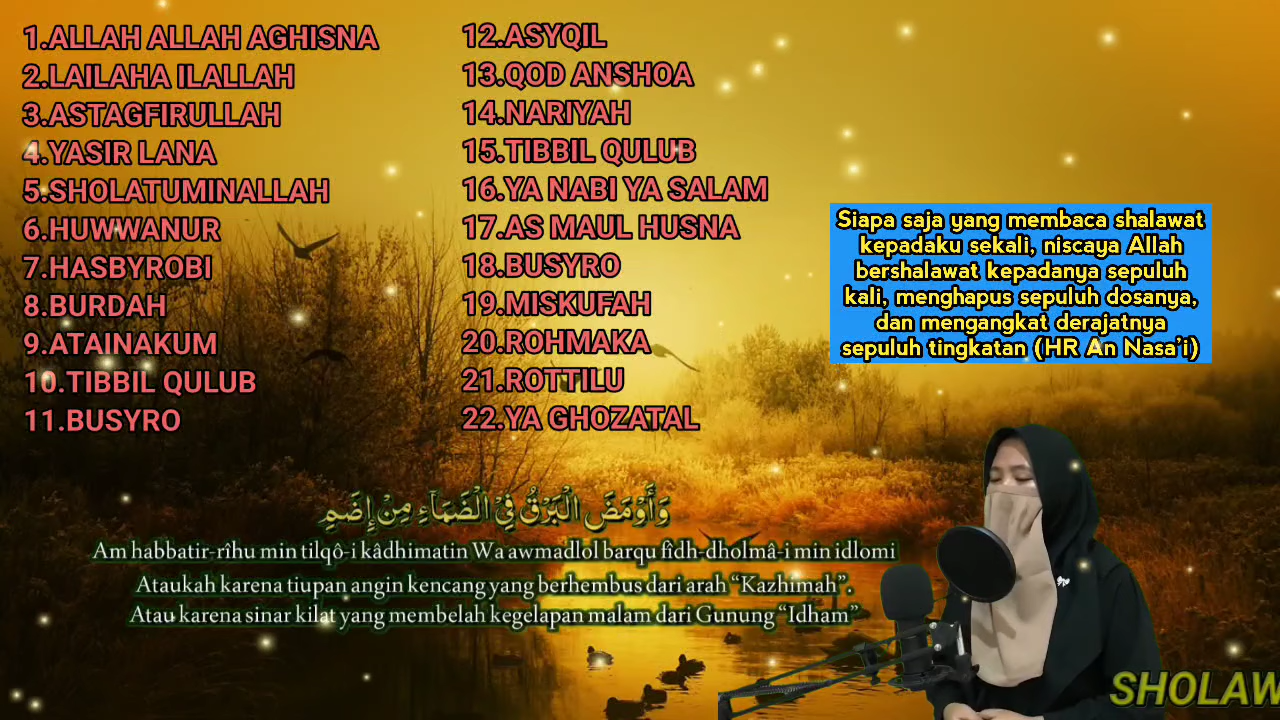 1.ALLAH ALLAH AGHISNA
2.LAILAHA ILALLAH
3.ASTAGFIRULLAH
4.YASIR LANA
5.SHOLATUMINALLAH
6.HUWWANUR
7.HASBYROBI
8.BURDAH
9.ATAINAKUM
10.TIBBIL QULUB
11.BUSYRO
12.ASYQIL
13.QOD ANSHOA
14.NARIYAH
15.TIBBIL QULUB
16.YA NABI YA SALAM
17.AS MAUL HUSNA
18.BUSYRO
19.MISKUFAH
20.ROHMAKA
21.ROTTILU
22.YA GHOZATAL
Siapa saja yang membaca shalawat
kepadaku sekali, niscaya Allah
bershalawat kepadanya sepuluh
kali, menghapus sepuluh dosanya,
dan mengangkat derajatnya
sepuluh tingkatan (HR An Nasa'i)
وَأَوْمَضَ الْبَرْقُ فِيْ الْضَمَآءِ مِنْ إِضَمِ
Am habbatir-rîhu min tilqô-i kâdhimatin Wa awmadlol barqu fîdh-dholmâ-i min idlomi
Ataukah karena tiupan angin kencang yang berhembus dari arah “Kazhimah”.
Atau karena sinar kilat yang membelah kegelapan malam dari Gunung “Idham”
SHOLAW